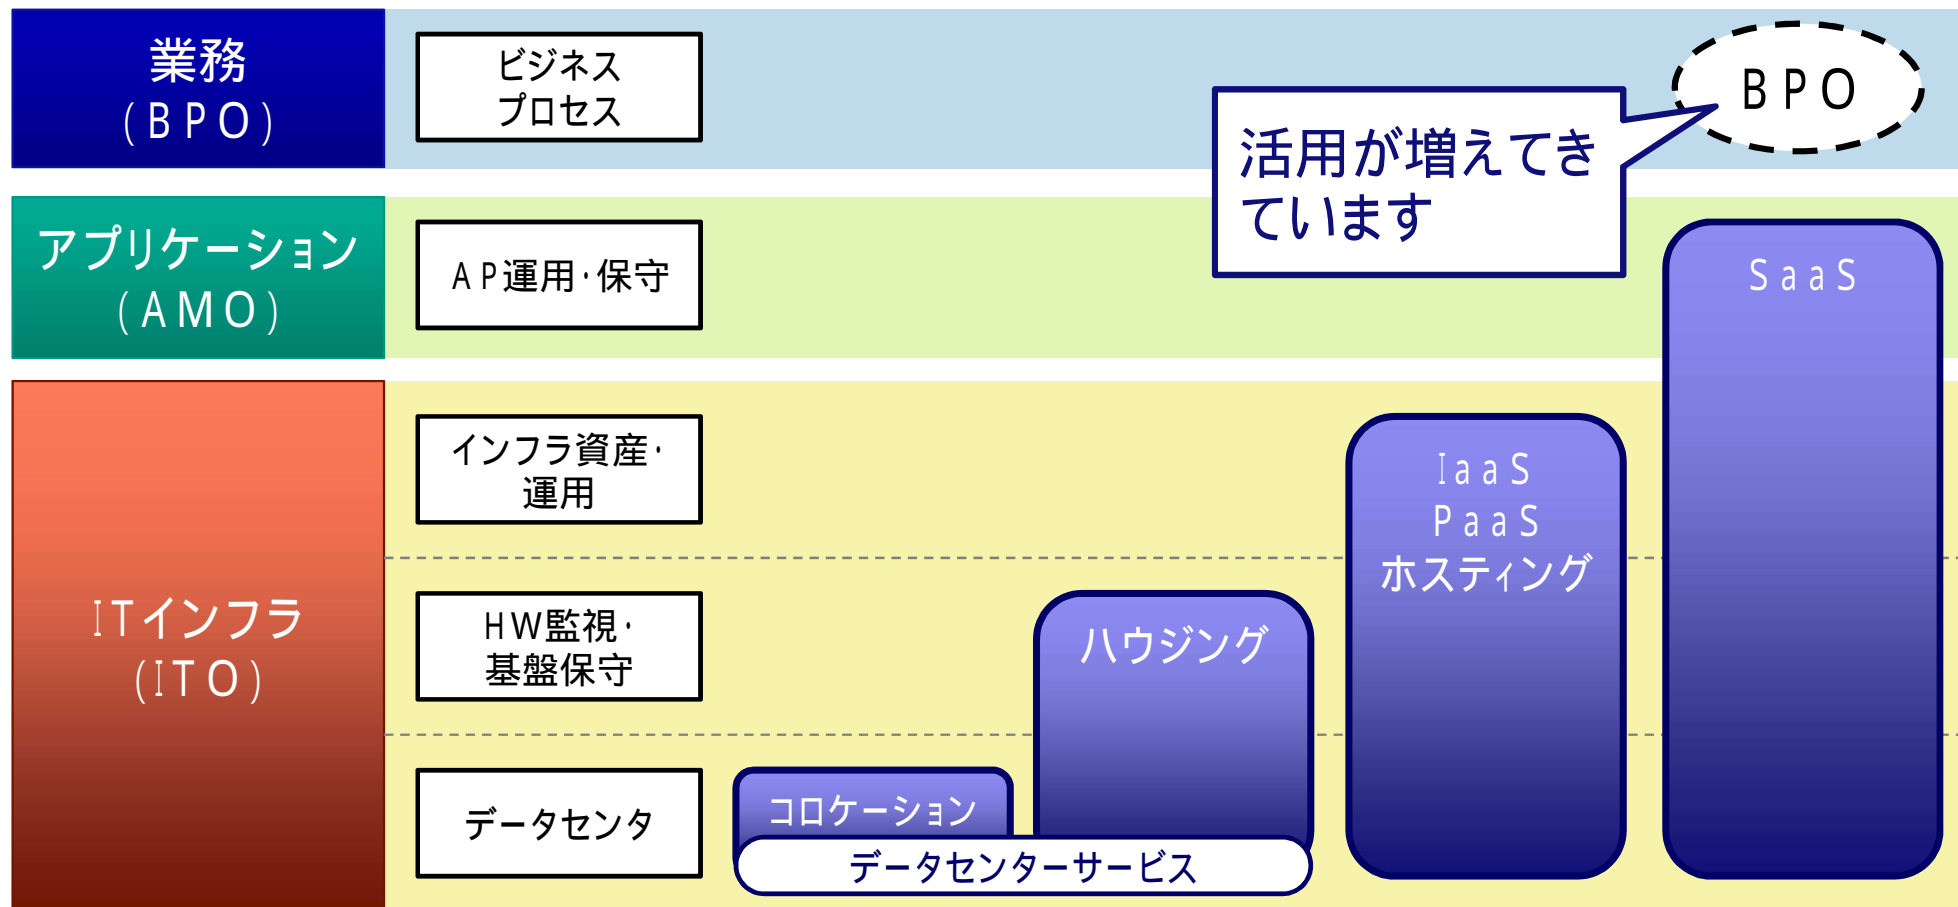 業務
（ＢＰＯ）
ビジネス
プロセス
ＢＰＯ
活用が増えてき
ています
アプリケーション
（ＡＭＯ）
ＡＰ運用・保守
ＳａａＳ
ＩＴインフラ
（ＩＴＯ）
インフラ資産・
運用
ＨＷ監視・
基盤保守
データセンタ
コロケーション
ハウジング
データセンターサービス
ＩａａＳ
ＰａａＳ
ホスティング